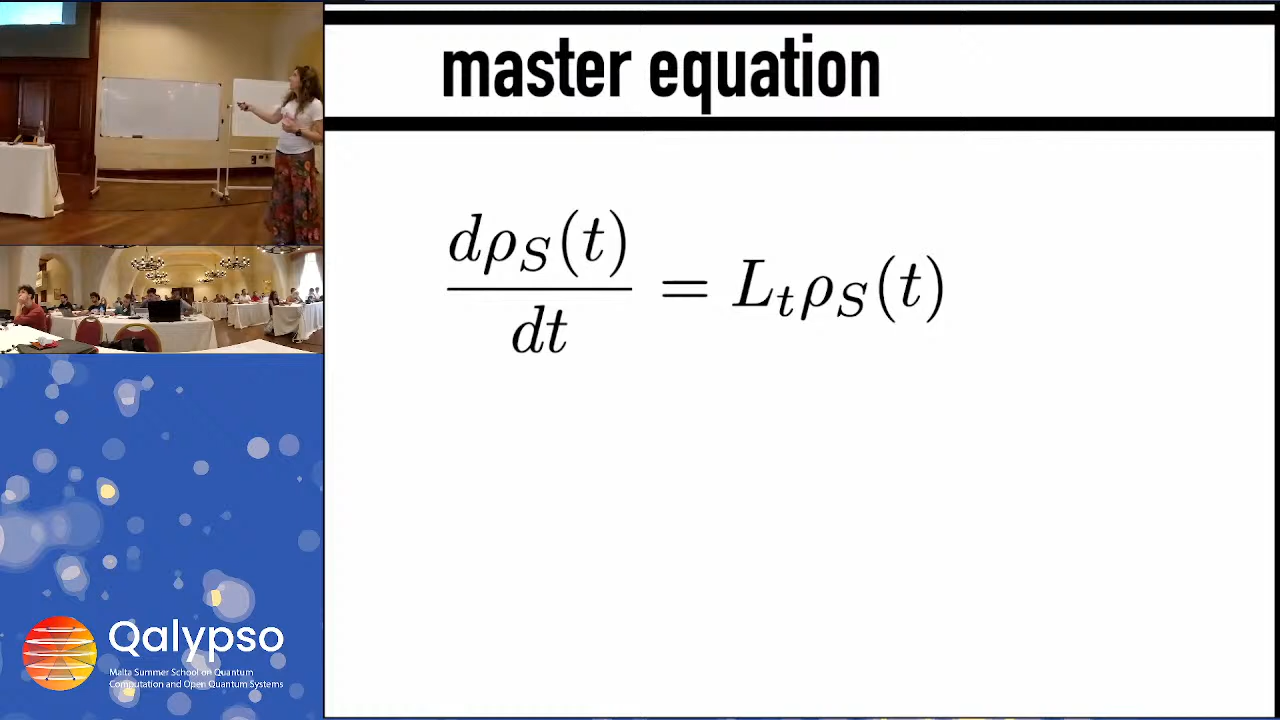 master equation
dρ_S(t)/dt = L_t ρ_S(t)
Qalypso
Malta Summer School on Quantum
Computation and Open Quantum Systems